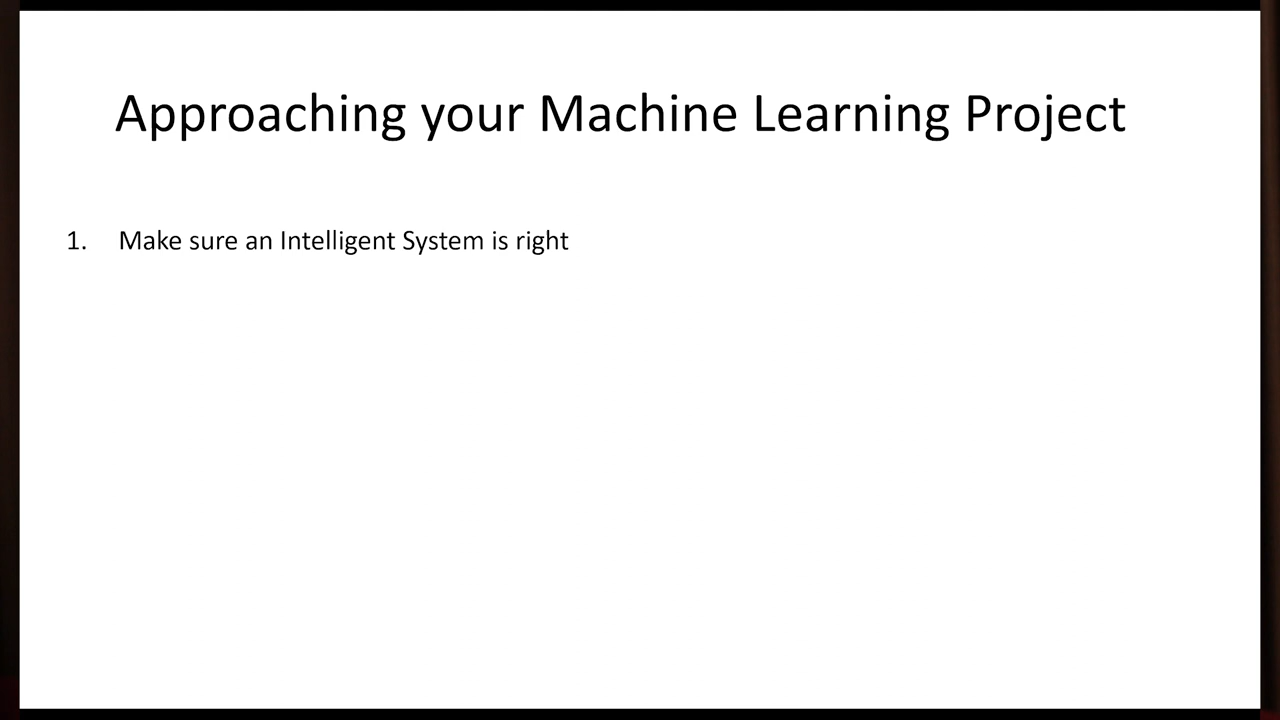 Approaching your Machine Learning Project
1. Make sure an Intelligent System is right